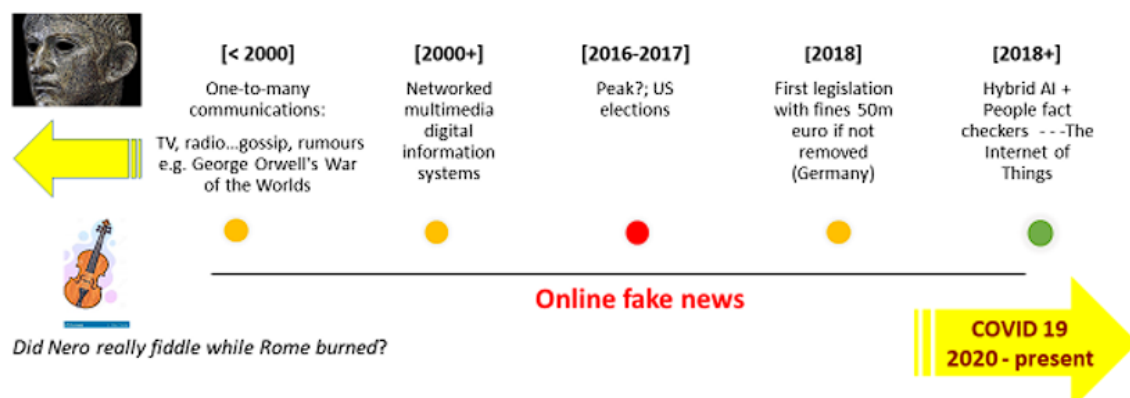 [< 2000]
One-to-many
communications:
TV, radio...gossip, rumours
e.g. George Orwell's War
of the Worlds
[2000+]
Networked
multimedia
digital
information
systems
[2016-2017]
Peak?; US
elections
[2018]
First legislation
with fines 50m
euro if not
removed
(Germany)
[2018+]
Hybrid AI +
People fact
checkers ---The
Internet of
Things
Online fake news
Did Nero really fiddle while Rome burned?
COVID 19
2020 - present